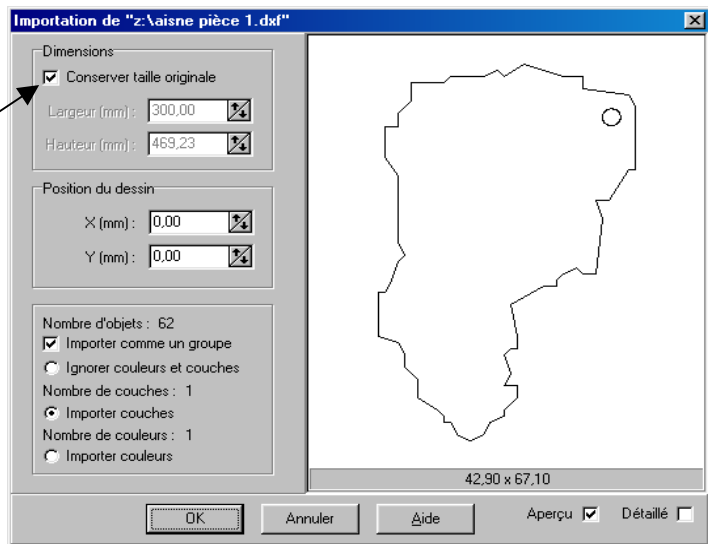 Importation de "z:\aisne pièce 1.dxf"
Dimensions
Conserver taille originale
Largeur (mm) : 300,00
Hauteur (mm) : 469,23
Position du dessin
X (mm) : 0,00
Y (mm) : 0,00
Nombre d'objets : 62
Importer comme un groupe
Ignorer couleurs et couches
Nombre de couches : 1
Importer couches
Nombre de couleurs : 1
Importer couleurs
42,90 x 67,10
OK Annuler Aide Aperçu Détaillé